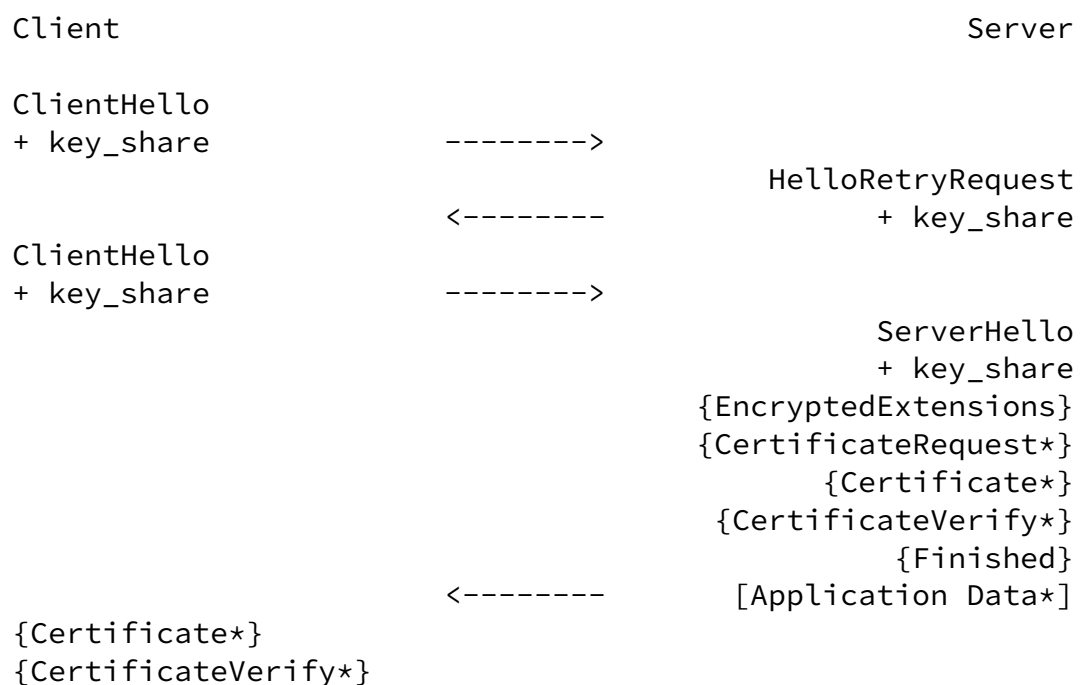 Client                                               Server

ClientHello
+ key_share             -------->
                                          HelloRetryRequest
                        <--------               + key_share
ClientHello
+ key_share             -------->
                                                ServerHello
                                                + key_share
                                      {EncryptedExtensions}
                                      {CertificateRequest*}
                                             {Certificate*}
                                       {CertificateVerify*}
                                                 {Finished}
                        <--------       [Application Data*]
{Certificate*}
{CertificateVerify*}